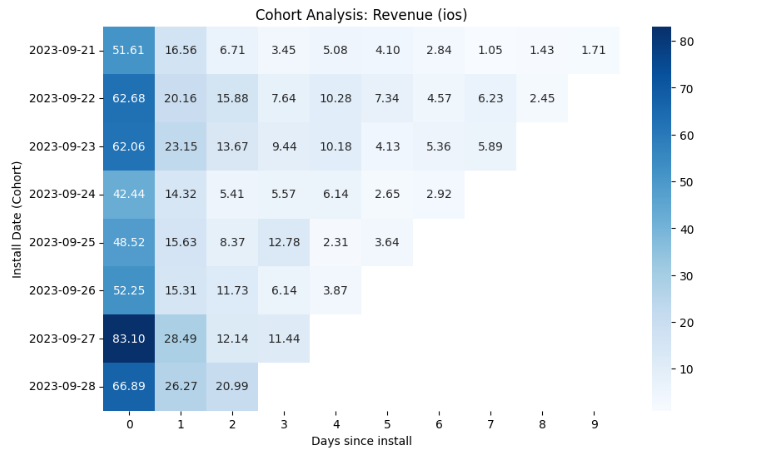 Cohort Analysis: Revenue (ios)
Install Date (Cohort)
2023-09-21 51.61 16.56 6.71 3.45 5.08 4.10 2.84 1.05 1.43 1.71
2023-09-22 62.68 20.16 15.88 7.64 10.28 7.34 4.57 6.23 2.45
2023-09-23 62.06 23.15 13.67 9.44 10.18 4.13 5.36 5.89
2023-09-24 42.44 14.32 5.41 5.57 6.14 2.65 2.92
2023-09-25 48.52 15.63 8.37 12.78 2.31 3.64
2023-09-26 52.25 15.31 11.73 6.14 3.87
2023-09-27 83.10 28.49 12.14 11.44
2023-09-28 66.89 26.27 20.99
0 1 2 3 4 5 6 7 8 9
Days since install
80
70
60
50
40
30
20
10